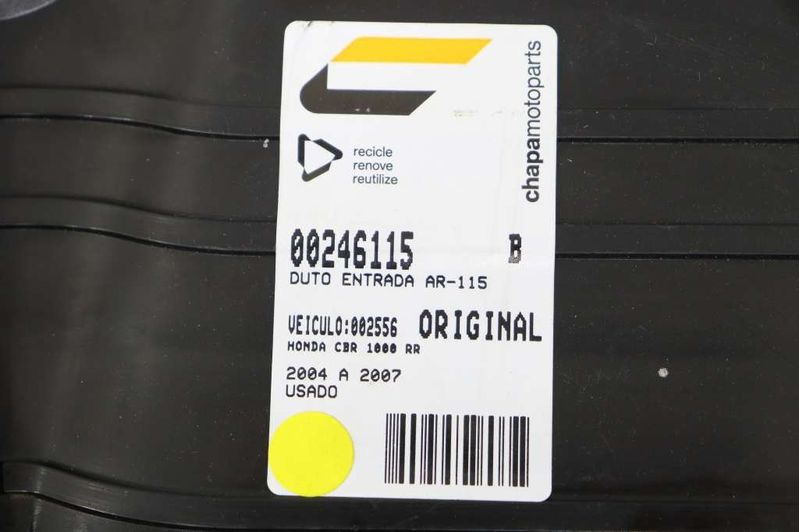 chapamotoparts
recicle
renove
reutilize
00246115 B
DUTO ENTRADA AR-115
VEICULO:002556 ORIGINAL
HONDA CBR 1000 RR
2004 A 2007
USADO